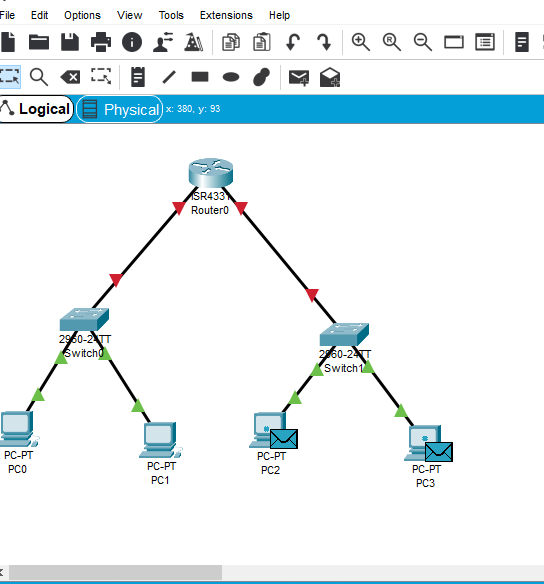 File Edit Options View Tools Extensions Help
R
Logical Physical x: 380, y: 93
ISR4331
Router0
2960-24TT
Switch0
2960-24TT
Switch1
PC-PT
PC0
PC-PT
PC1
PC-PT
PC2
PC-PT
PC3